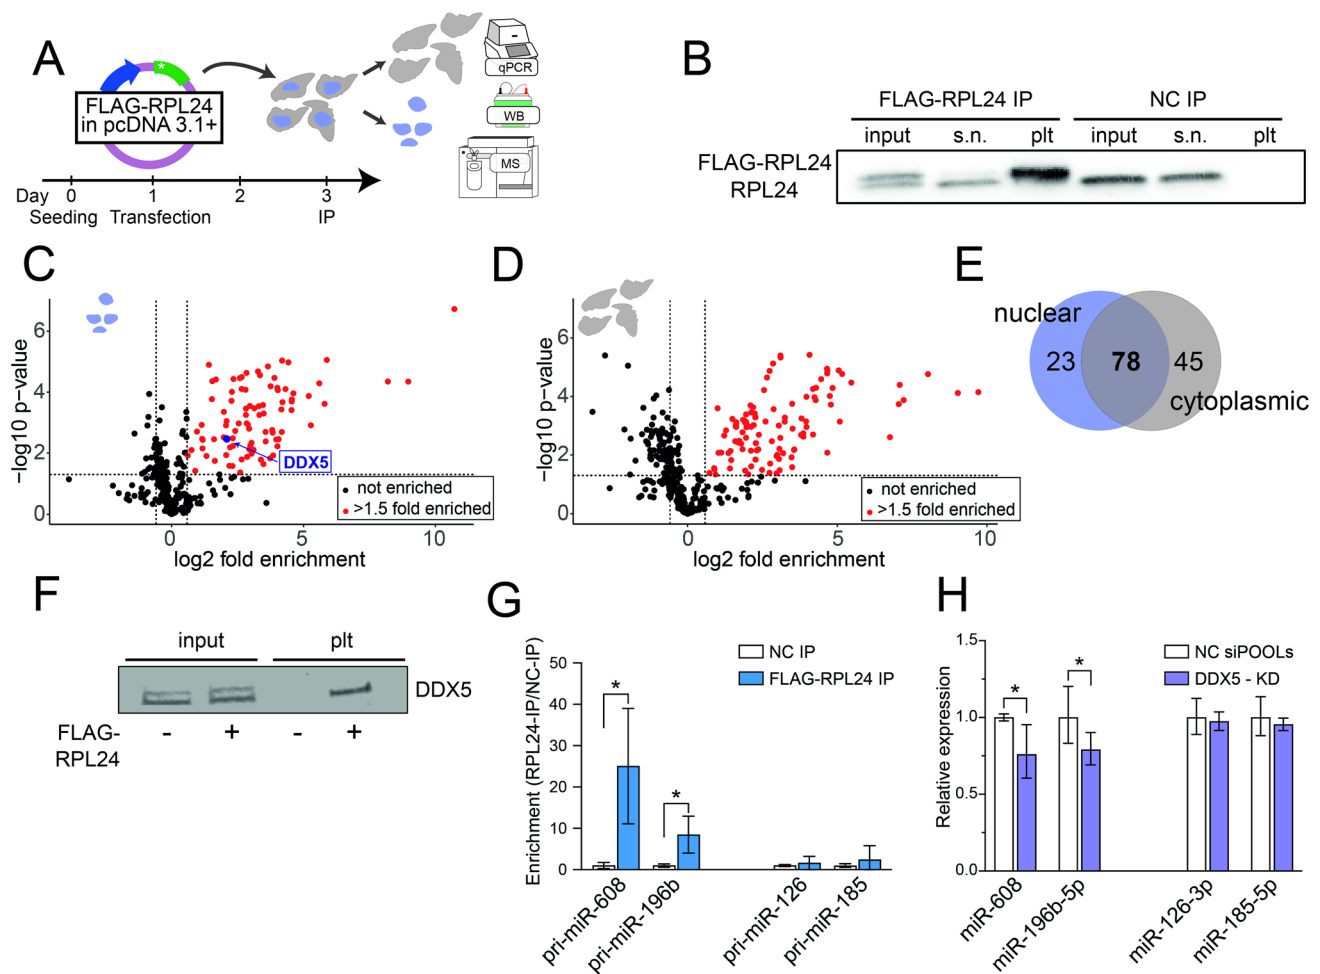 A
*
FLAG-RPL24
in pcDNA 3.1+
qPCR
WB
MS
Day 0 1 2 3
Seeding Transfection IP
B
FLAG-RPL24 IP NC IP
input s.n. plt input s.n. plt
FLAG-RPL24
RPL24
C
−log10 p-value
6
4
2
0
DDX5
not enriched
>1.5 fold enriched
0 5 10
log2 fold enrichment
D
−log10 p-value
6
4
2
0
not enriched
>1.5 fold enriched
0 5 10
log2 fold enrichment
E
nuclear
23 78 45
cytoplasmic
F
input plt
DDX5
FLAG- - + - +
RPL24
G
Enrichment (RPL24-IP/NC-IP)
50
40
30
20
10
0
NC IP
FLAG-RPL24 IP
*
*
pri-miR-608
pri-miR-196b
pri-miR-126
pri-miR-185
H
Relative expression
1.5
1.0
0.5
0.0
NC siPOOLs
DDX5 - KD
*
*
miR-608
miR-196b-5p
miR-126-3p
miR-185-5p